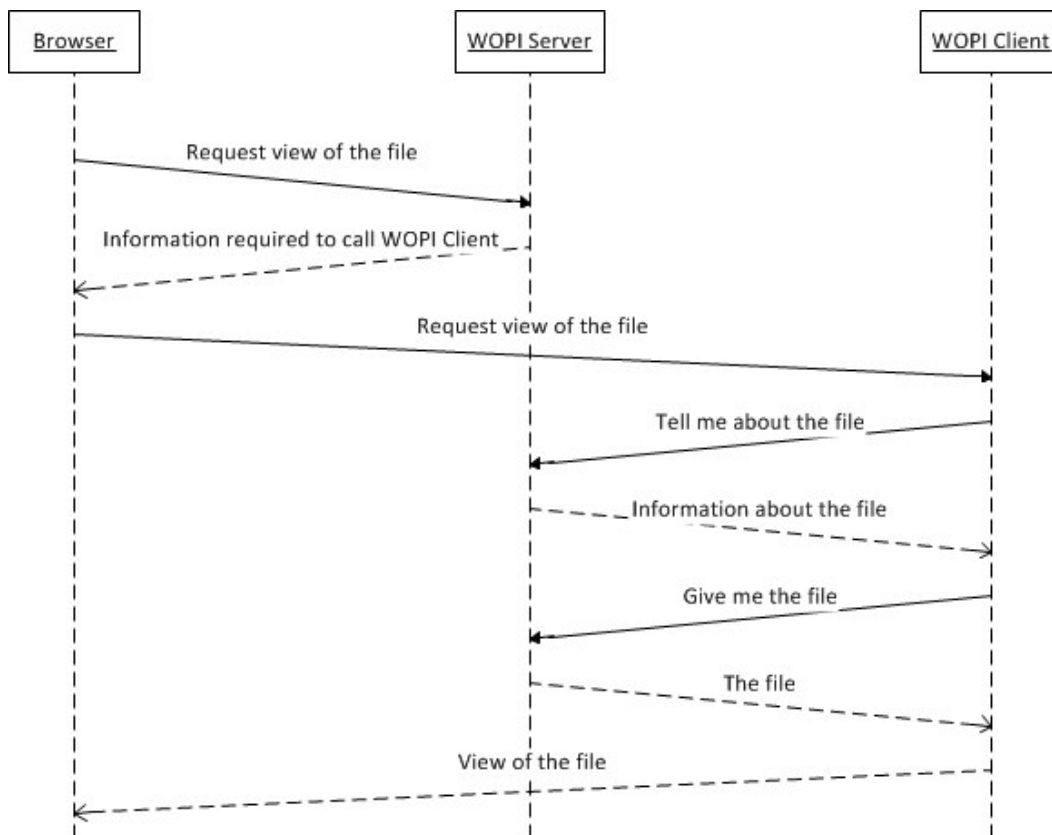 Browser
WOPI Server
WOPI Client
Request view of the file
Information required to call WOPI Client
Request view of the file
Tell me about the file
Information about the file
Give me the file
The file
View of the file